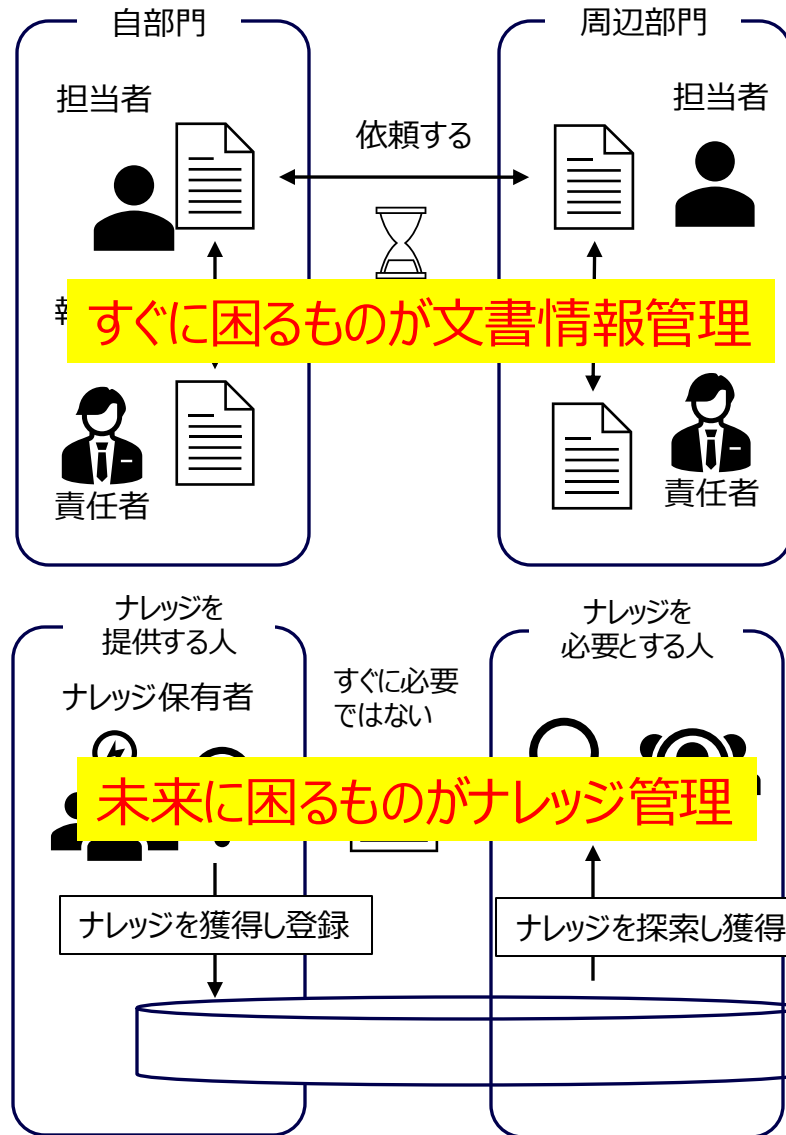 自部門
周辺部門
担当者
担当者
依頼する
すぐに困るものが文書情報管理
責任者
責任者
ナレッジを
提供する人
ナレッジを
必要とする人
ナレッジ保有者
すぐに必要
ではない
未来に困るものがナレッジ管理
ナレッジを獲得し登録
ナレッジを探索し獲得